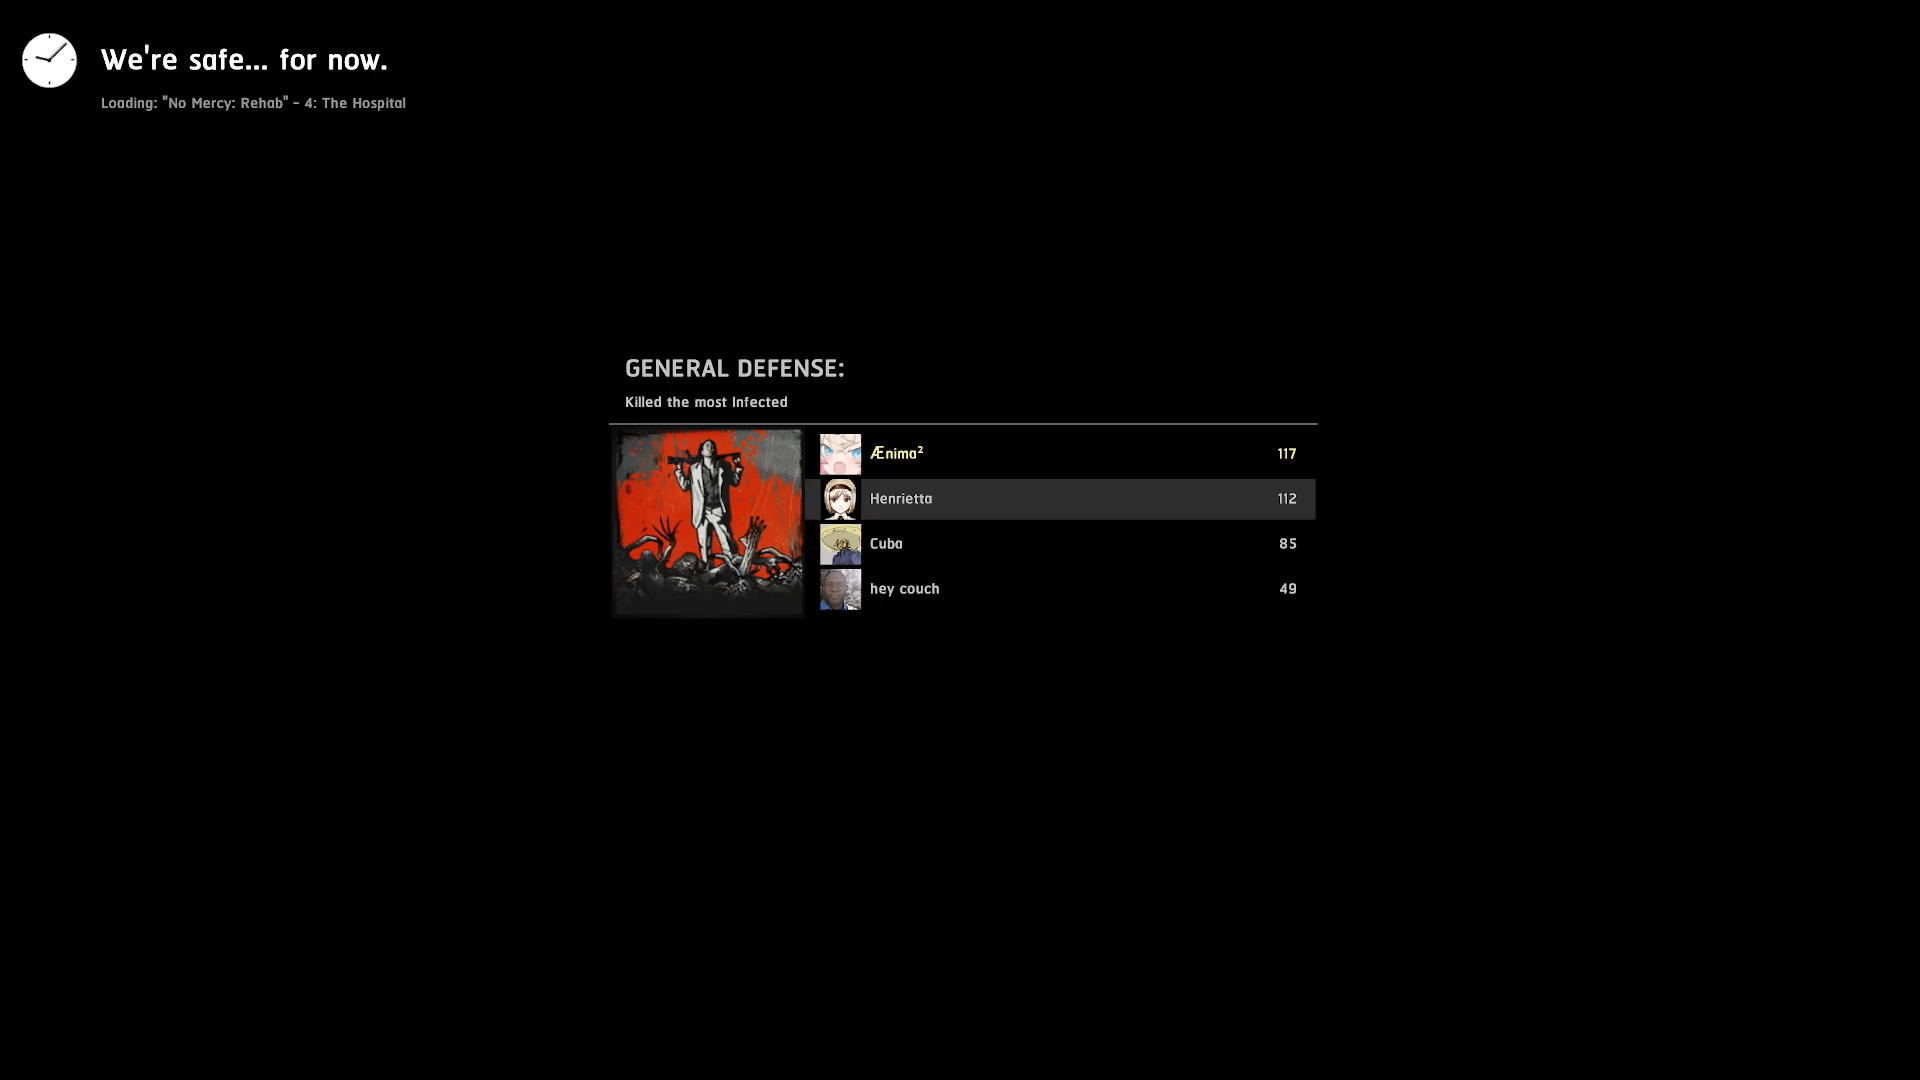 We're safe... for now.
Loading: "No Mercy: Rehab" - 4: The Hospital
GENERAL DEFENSE:
Killed the most Infected
Ænima² 117
Henrietta 112
Cuba 85
hey couch 49